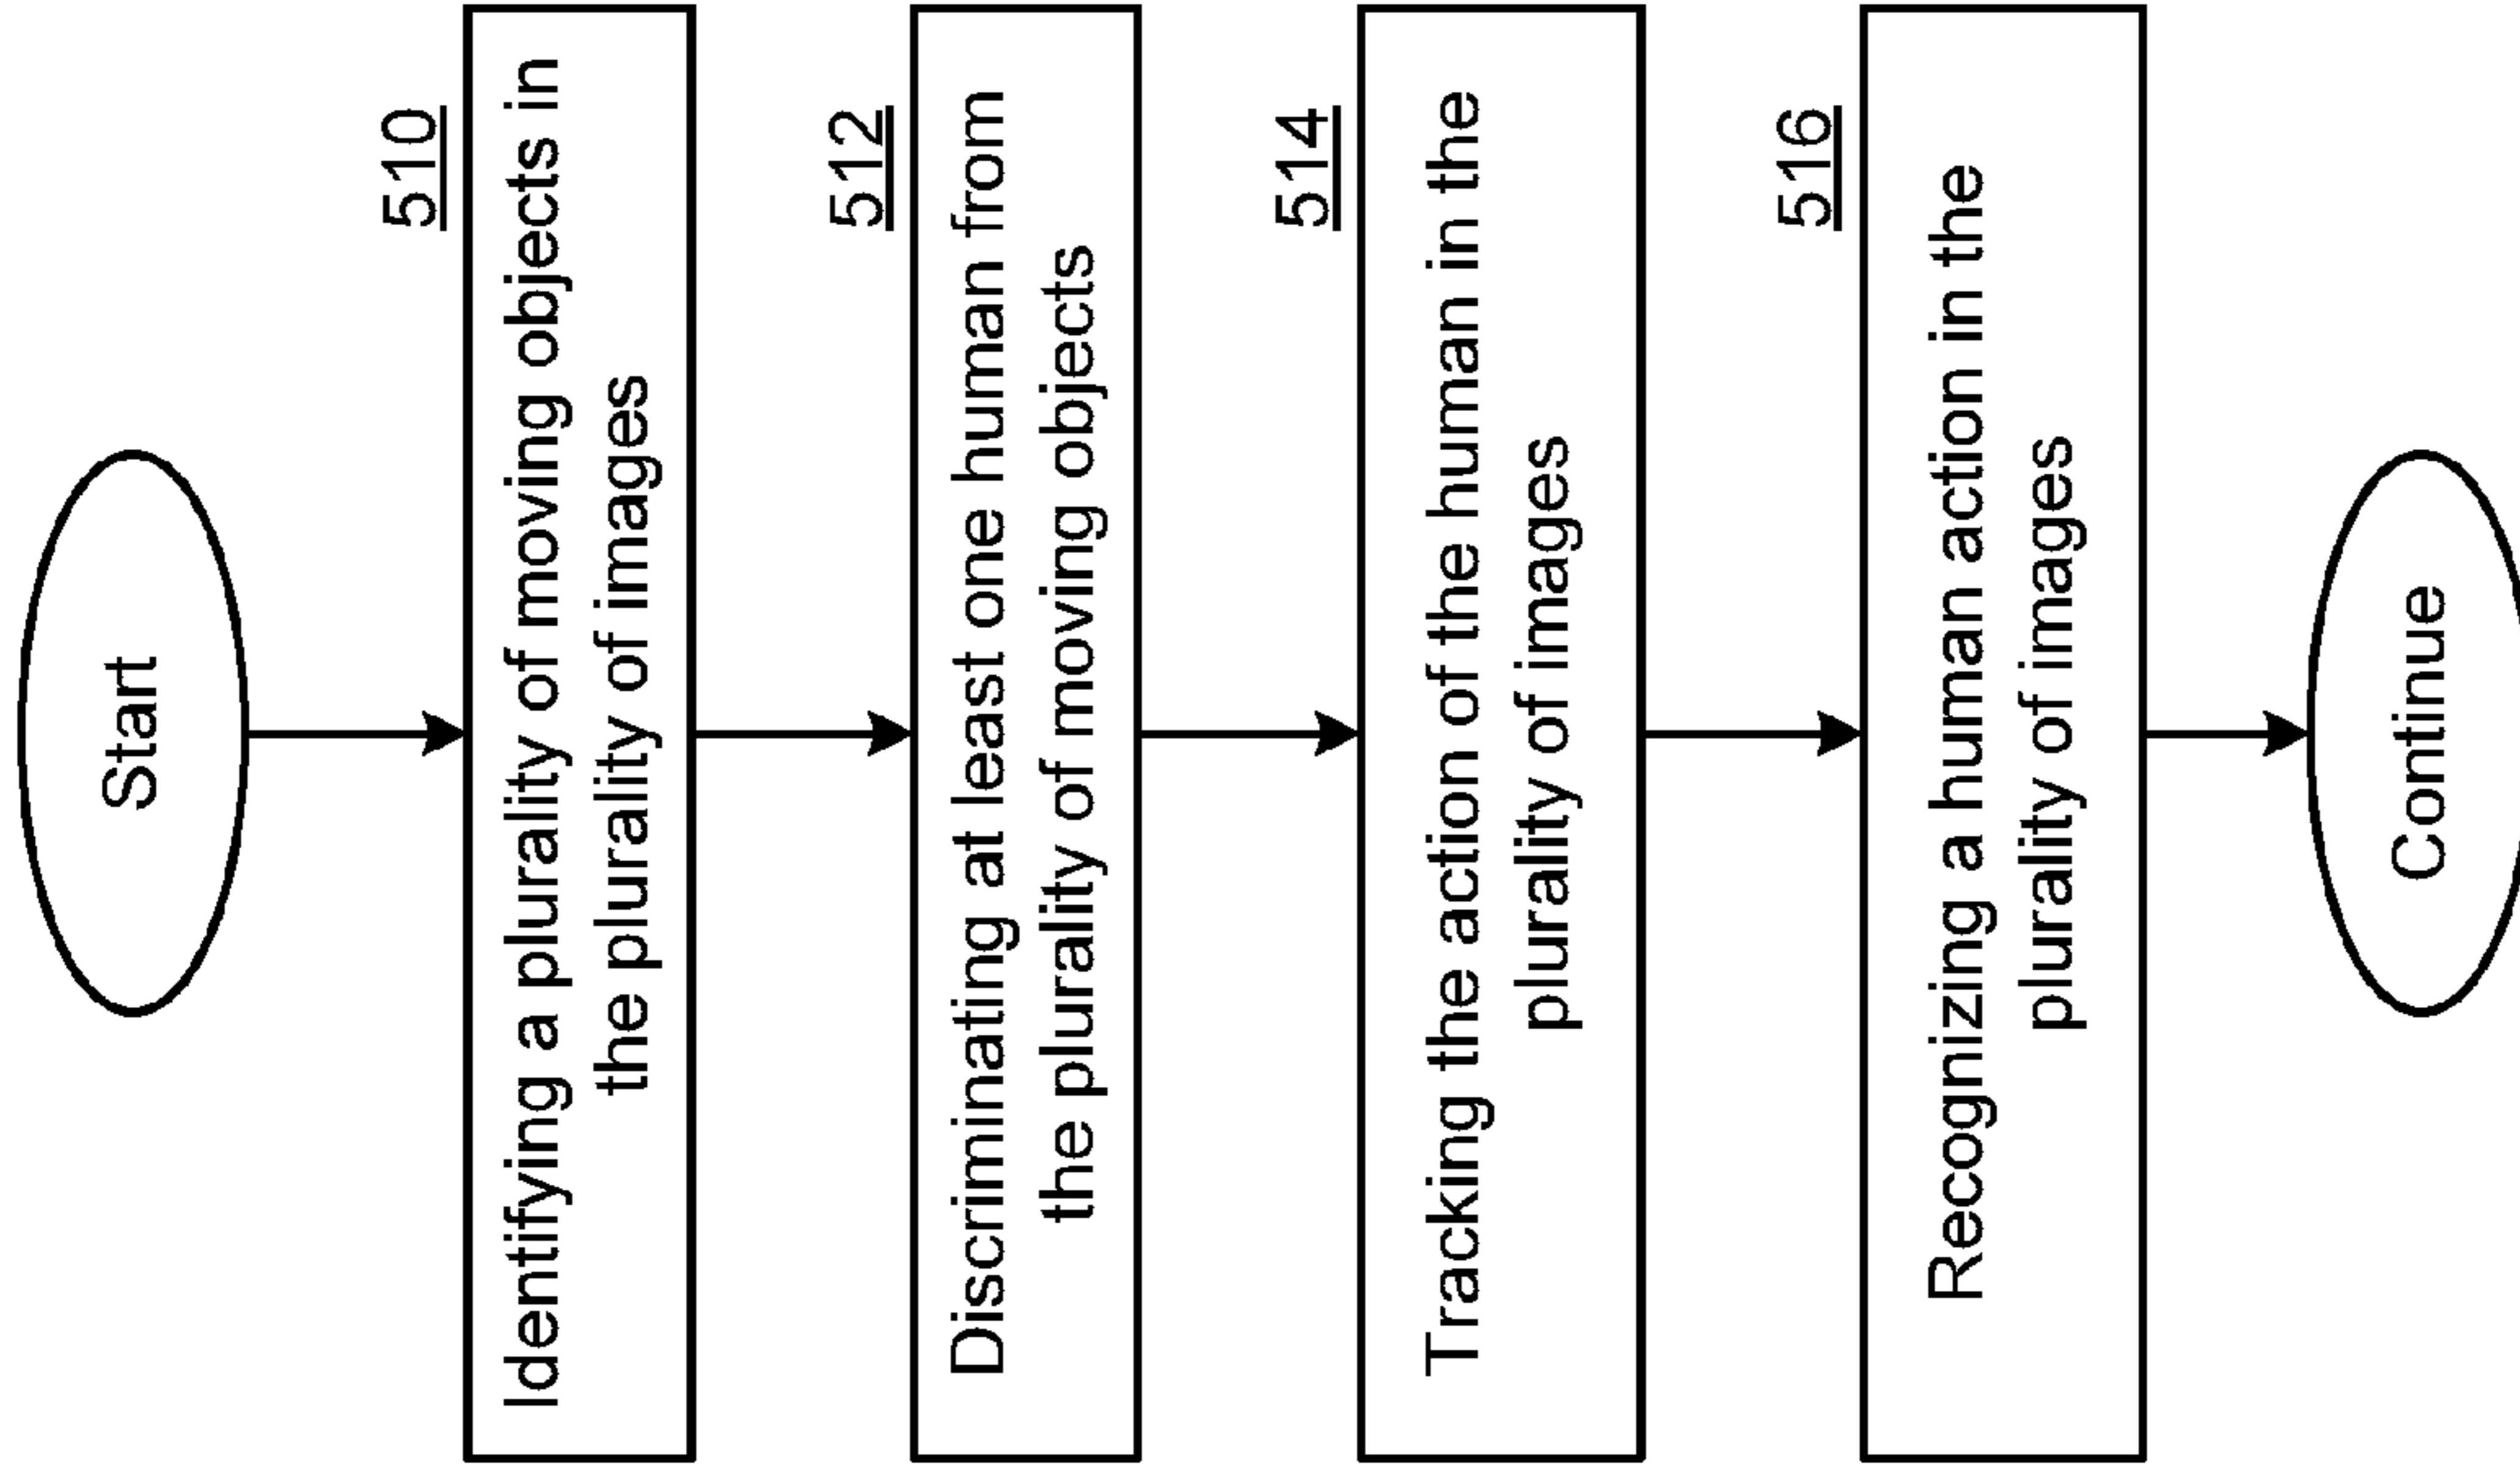 Start
510
Identifying a plurality of moving objects in
the plurality of images
512
Discriminating at least one human from
the plurality of moving objects
514
Tracking the action of the human in the
plurality of images
516
Recognizing a human action in the
plurality of images
Continue